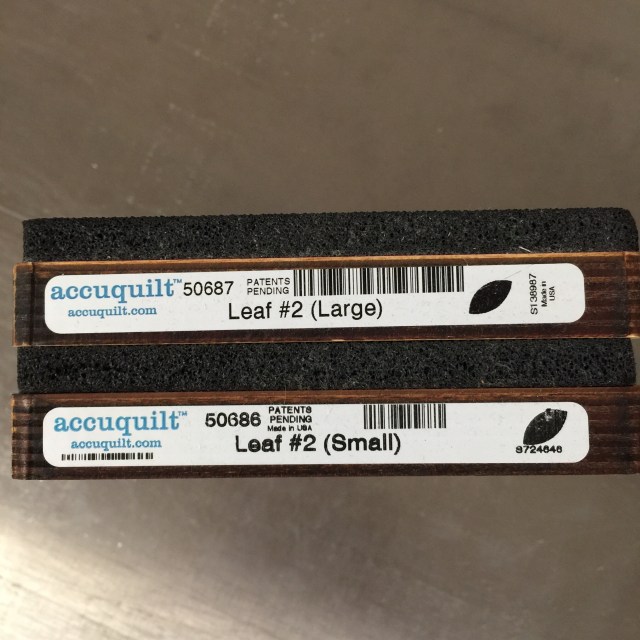 accuquilt™ 50687 PATENTS PENDING
accuquilt.com Leaf #2 (Large)
S138987 Made in USA
accuquilt™ 50686 PATENTS PENDING Made in USA
accuquilt.com Leaf #2 (Small)
S724646